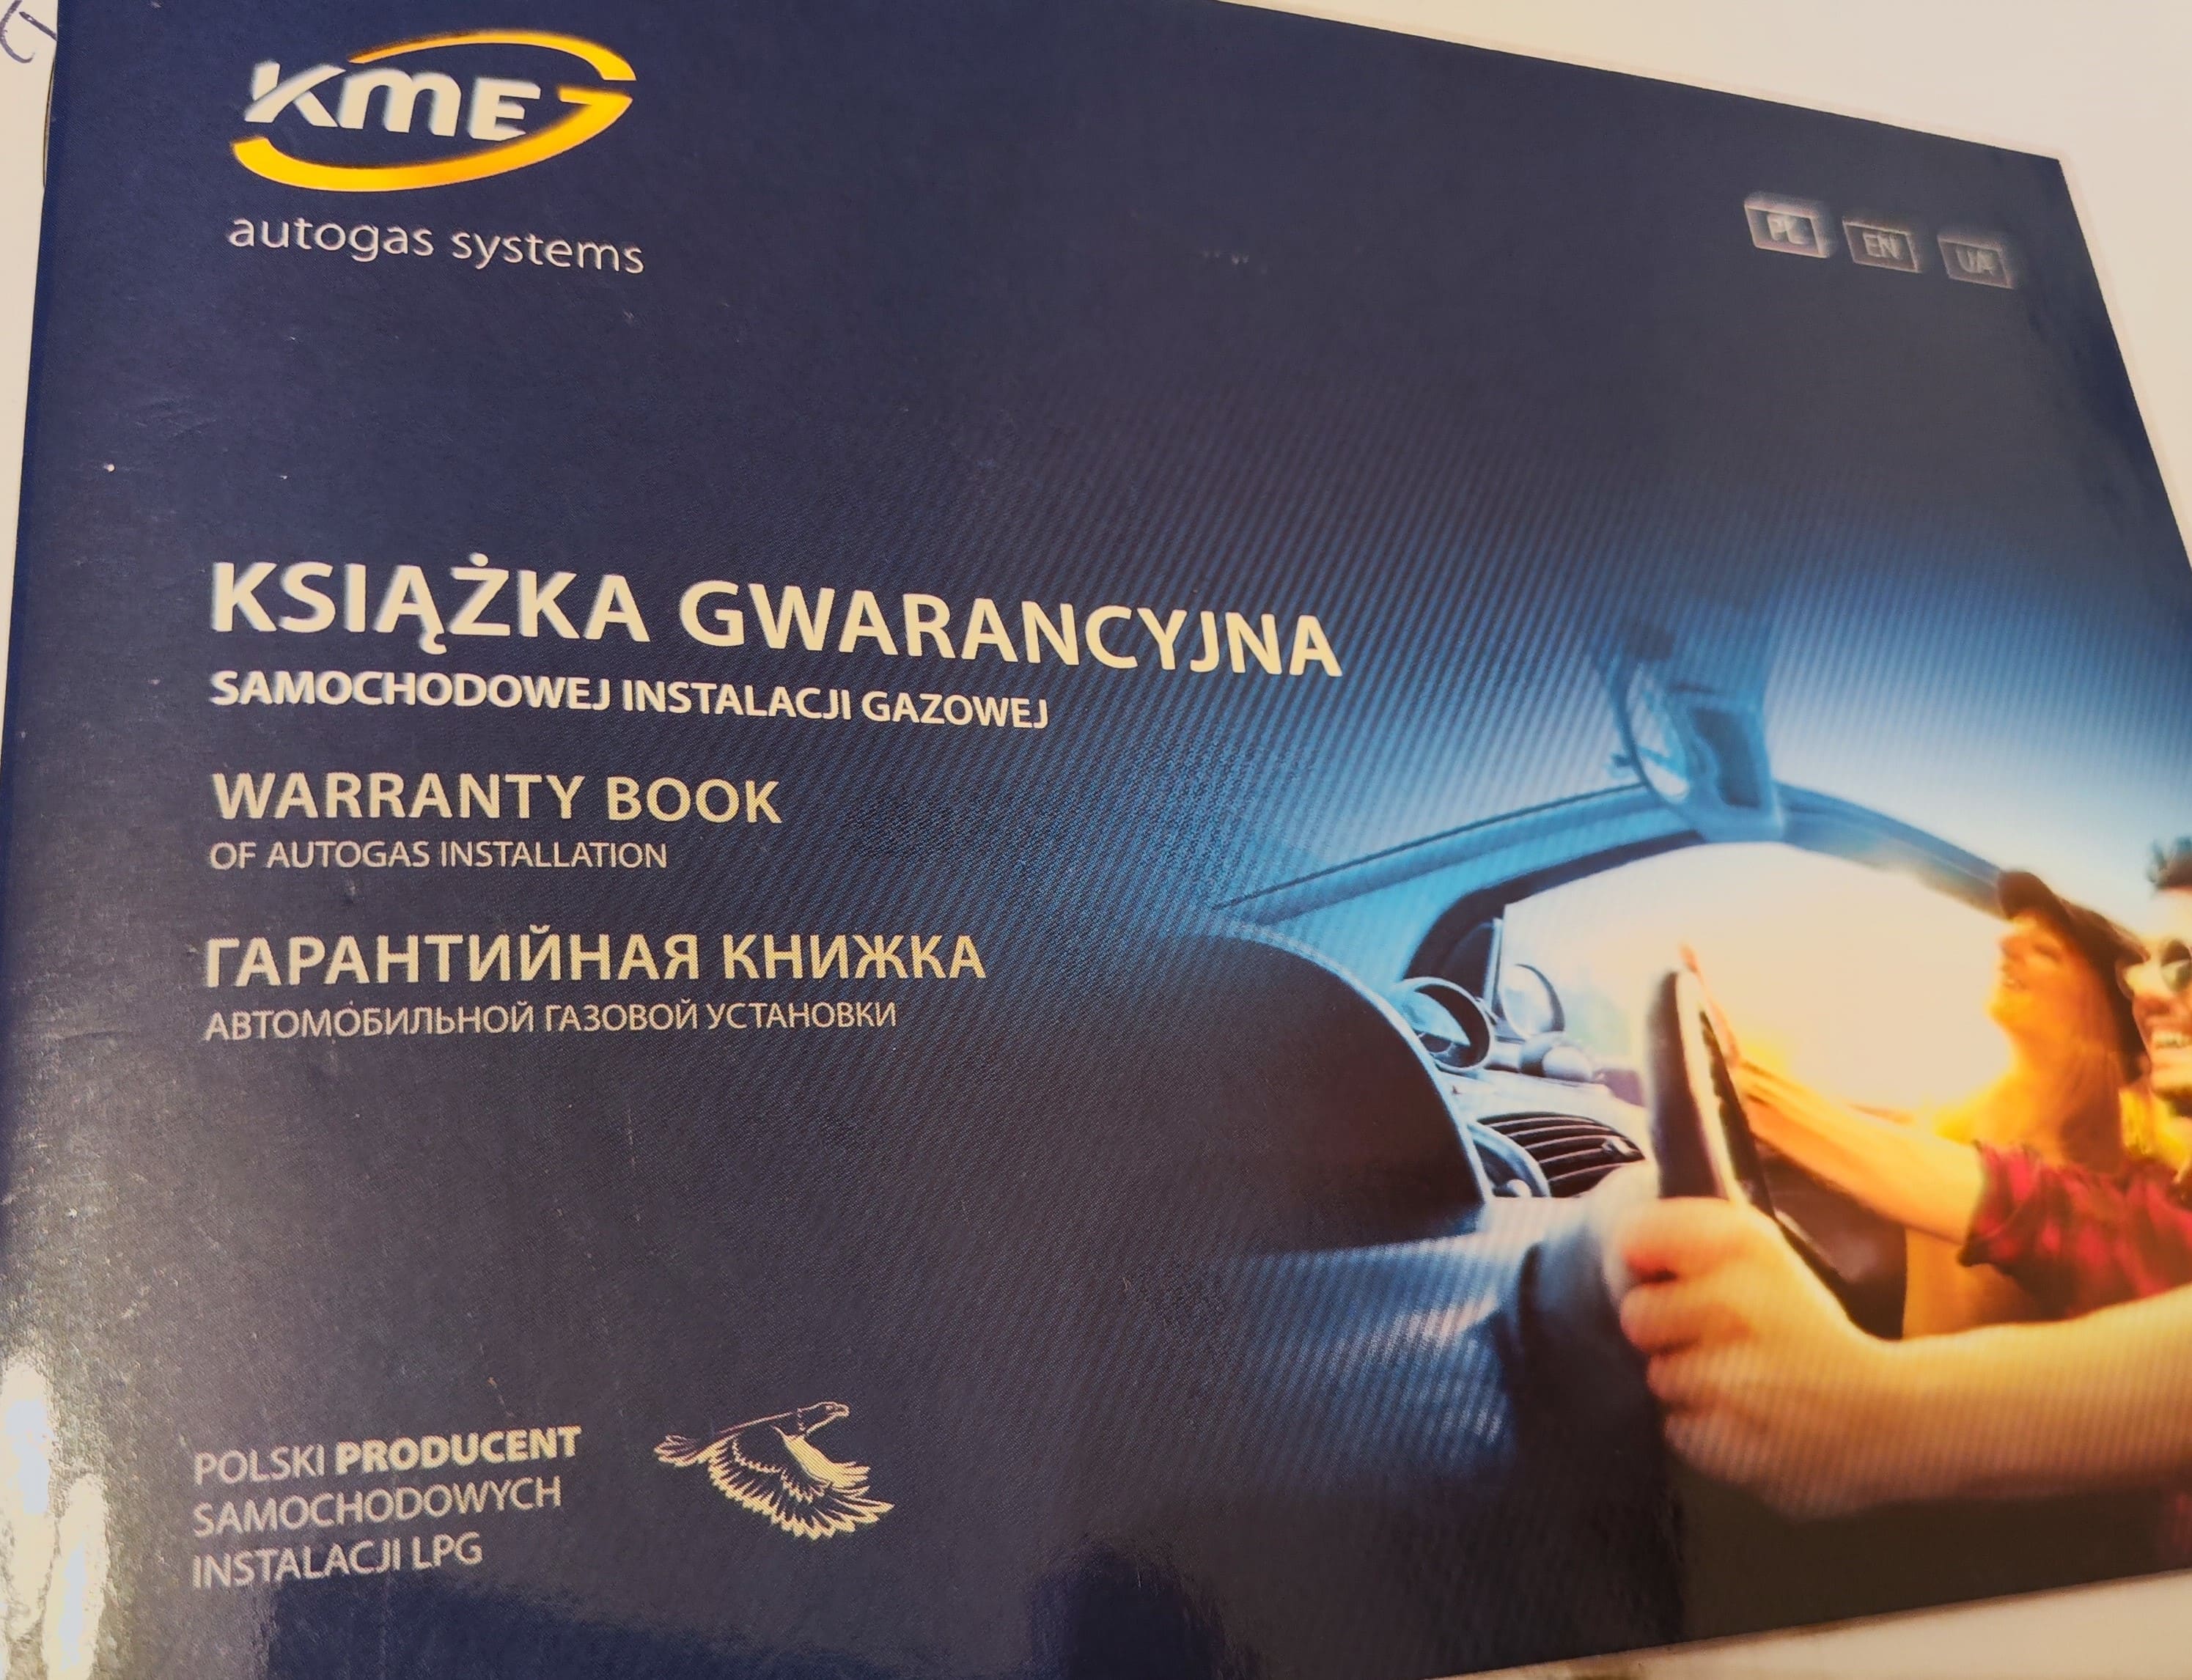 KME
autogas systems
PL EN UA
KSIĄŻKA GWARANCYJNA
SAMOCHODOWEJ INSTALACJI GAZOWEJ
WARRANTY BOOK
OF AUTOGAS INSTALLATION
ГАРАНТИЙНАЯ КНИЖКА
АВТОМОБИЛЬНОЙ ГАЗОВОЙ УСТАНОВКИ
POLSKI PRODUCENT
SAMOCHODOWYCH
INSTALACJI LPG